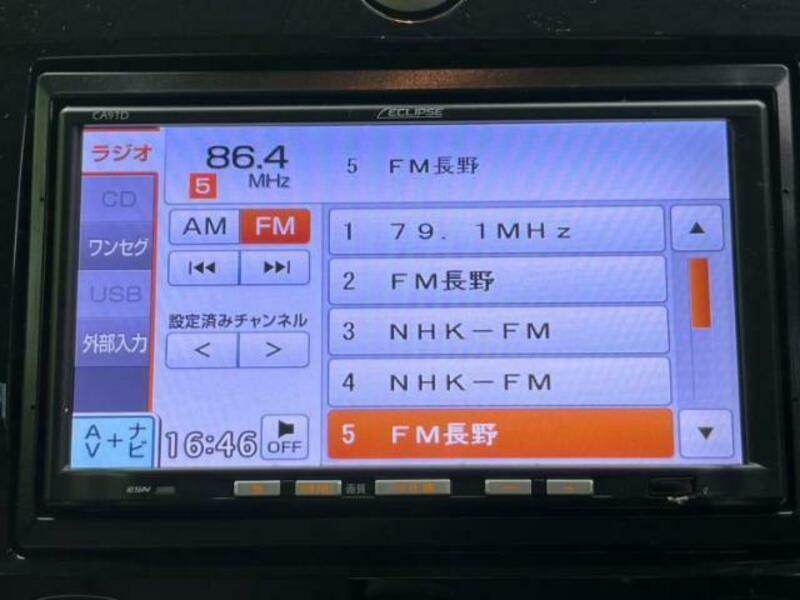 CA91D
ECLIPSE
ラジオ
CD
ワンセグ
USB
外部入力
AV+ナビ
86.4
5
MHz
5 FM長野
AM FM
設定済みチャンネル
< >
16:46
OFF
1 79.1MHz
2 FM長野
3 NHK-FM
4 NHK-FM
5 FM長野
ESN
画質